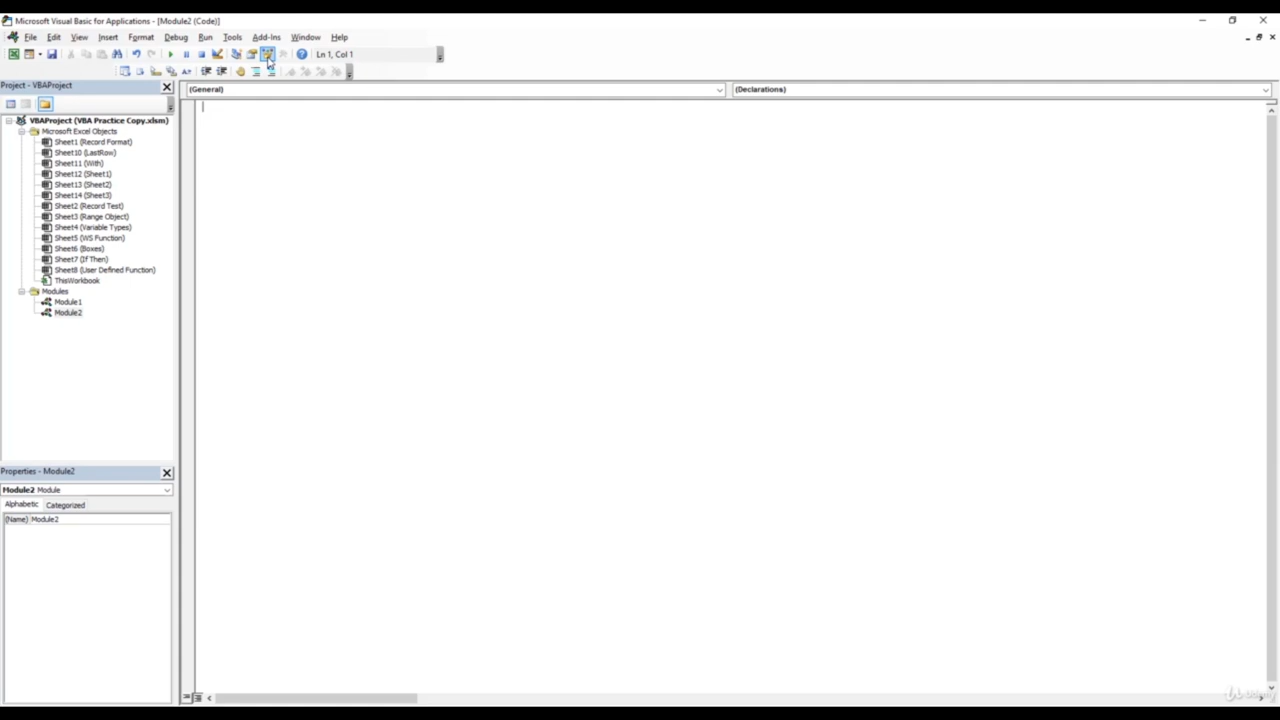 Microsoft Visual Basic for Applications - [Module2 (Code)]
File Edit View Insert Format Debug Run Tools Add-Ins Window Help
Ln 1, Col 1
Project - VBAProject
(General)
(Declarations)
VBAProject (VBA Practice Copy.xlsm)
Microsoft Excel Objects
Sheet1 (Record Format)
Sheet10 (LastRow)
Sheet11 (With)
Sheet12 (Sheet1)
Sheet13 (Sheet2)
Sheet14 (Sheet3)
Sheet2 (Record Test)
Sheet3 (Range Object)
Sheet4 (Variable Types)
Sheet5 (WS Function)
Sheet6 (Boxes)
Sheet7 (If Then)
Sheet8 (User Defined Function)
ThisWorkbook
Modules
Module1
Module2
Properties - Module2
Module2 Module
Alphabetic Categorized
(Name) Module2
Udemy